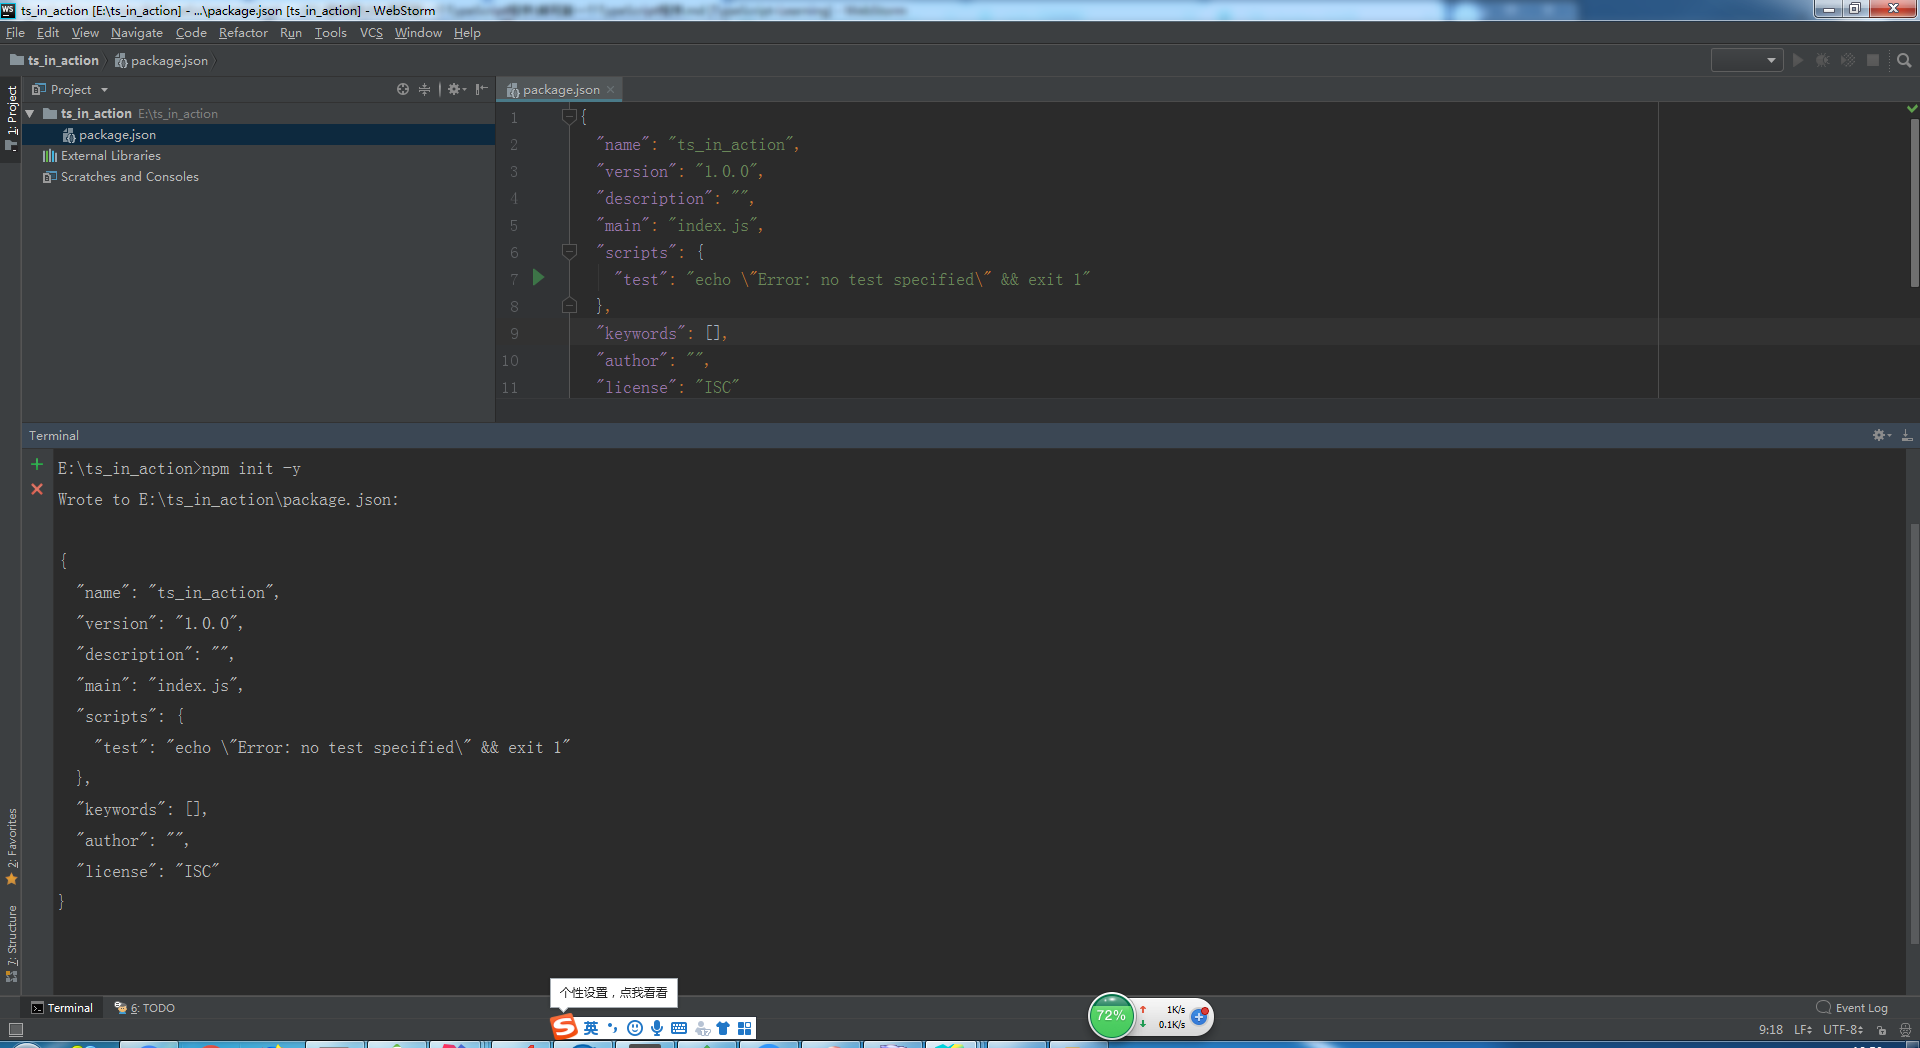 WS ts_in_action [E:\ts_in_action] - ...\package.json [ts_in_action] - WebStorm
File Edit View Navigate Code Refactor Run Tools VCS Window Help
ts_in_action package.json
1: Project
Project
ts_in_action E:\ts_in_action
package.json
External Libraries
Scratches and Consoles
package.json
1 {
2 "name": "ts_in_action",
3 "version": "1.0.0",
4 "description": "",
5 "main": "index.js",
6 "scripts": {
7 "test": "echo \"Error: no test specified\" && exit 1"
8 },
9 "keywords": [],
10 "author": "",
11 "license": "ISC"
Terminal
E:\ts_in_action>npm init -y
Wrote to E:\ts_in_action\package.json:
{
"name": "ts_in_action",
"version": "1.0.0",
"description": "",
"main": "index.js",
"scripts": {
"test": "echo \"Error: no test specified\" && exit 1"
},
"keywords": [],
"author": "",
"license": "ISC"
}
2: Favorites
7: Structure
个性设置，点我看看
Terminal 6: TODO
S 英
72% 1K/s
0.1K/s
Event Log
9:18 LF UTF-8